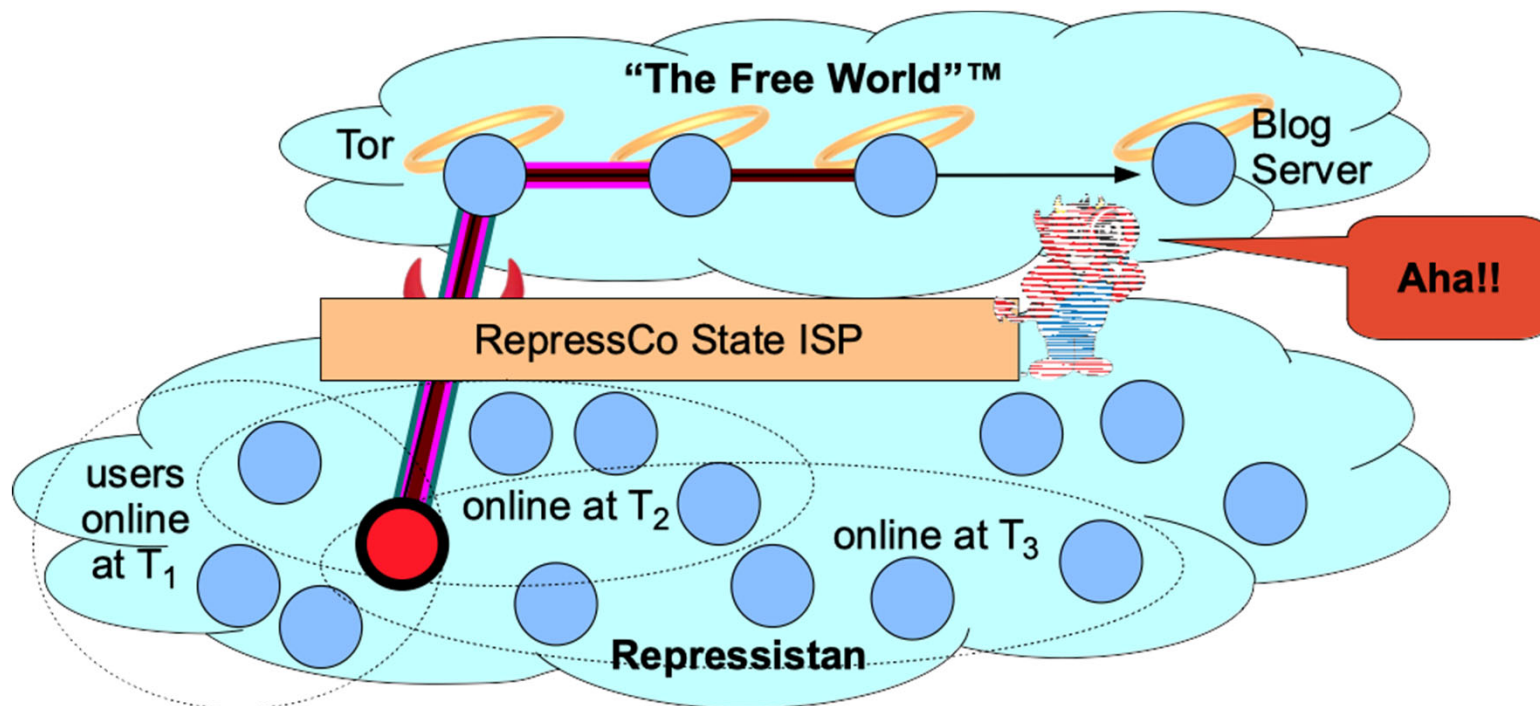 “The Free World”™
Tor
Blog
Server
Aha!!
RepressCo State ISP
users
online
at T₁
online at T₂
online at T₃
Repressistan